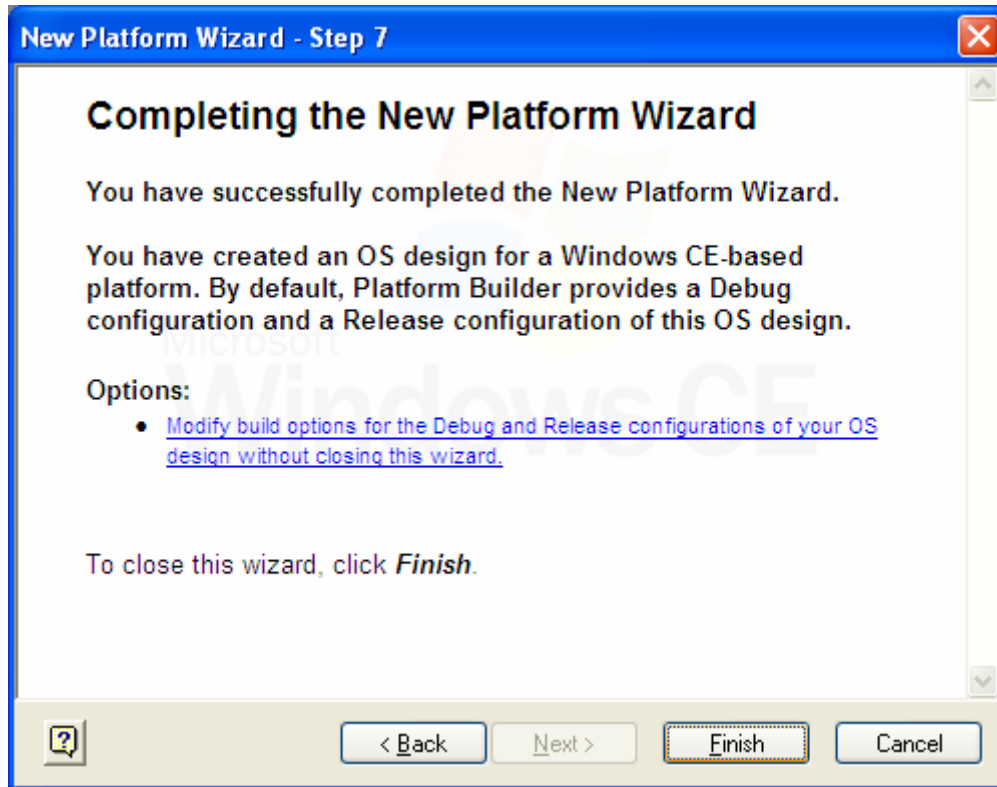 New Platform Wizard - Step 7
Completing the New Platform Wizard
You have successfully completed the New Platform Wizard.
You have created an OS design for a Windows CE-based
platform. By default, Platform Builder provides a Debug
configuration and a Release configuration of this OS design.
Microsoft
Windows CE
Options:
• Modify build options for the Debug and Release configurations of your OS
design without closing this wizard.
To close this wizard, click Finish.
< Back
Next >
Finish
Cancel